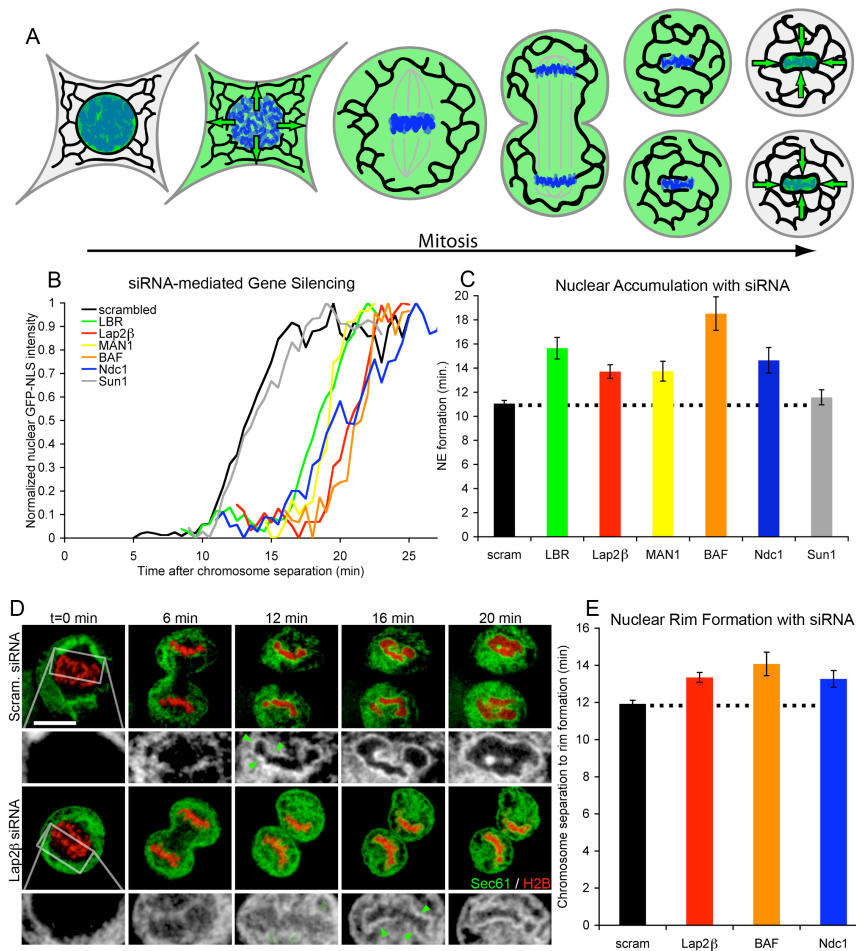 A
Mitosis
B
siRNA-mediated Gene Silencing
Normalized nuclear GFP-NLS intensity
1
0.9
0.8
0.7
0.6
0.5
0.4
0.3
0.2
0.1
0
scrambled
LBR
Lap2β
MAN1
BAF
Ndc1
Sun1
0 5 10 15 20 25
Time after chromosome separation (min)
C
Nuclear Accumulation with siRNA
NE formation (min.)
20
18
16
14
12
10
8
6
4
2
0
scram LBR Lap2β MAN1 BAF Ndc1 Sun1
D
t=0 min 6 min 12 min 16 min 20 min
Scram. siRNA
Lap2β siRNA
Sec61 / H2B
E
Nuclear Rim Formation with siRNA
Chromosome separation to rim formation (min)
16
14
12
10
8
6
4
2
0
scram Lap2β BAF Ndc1